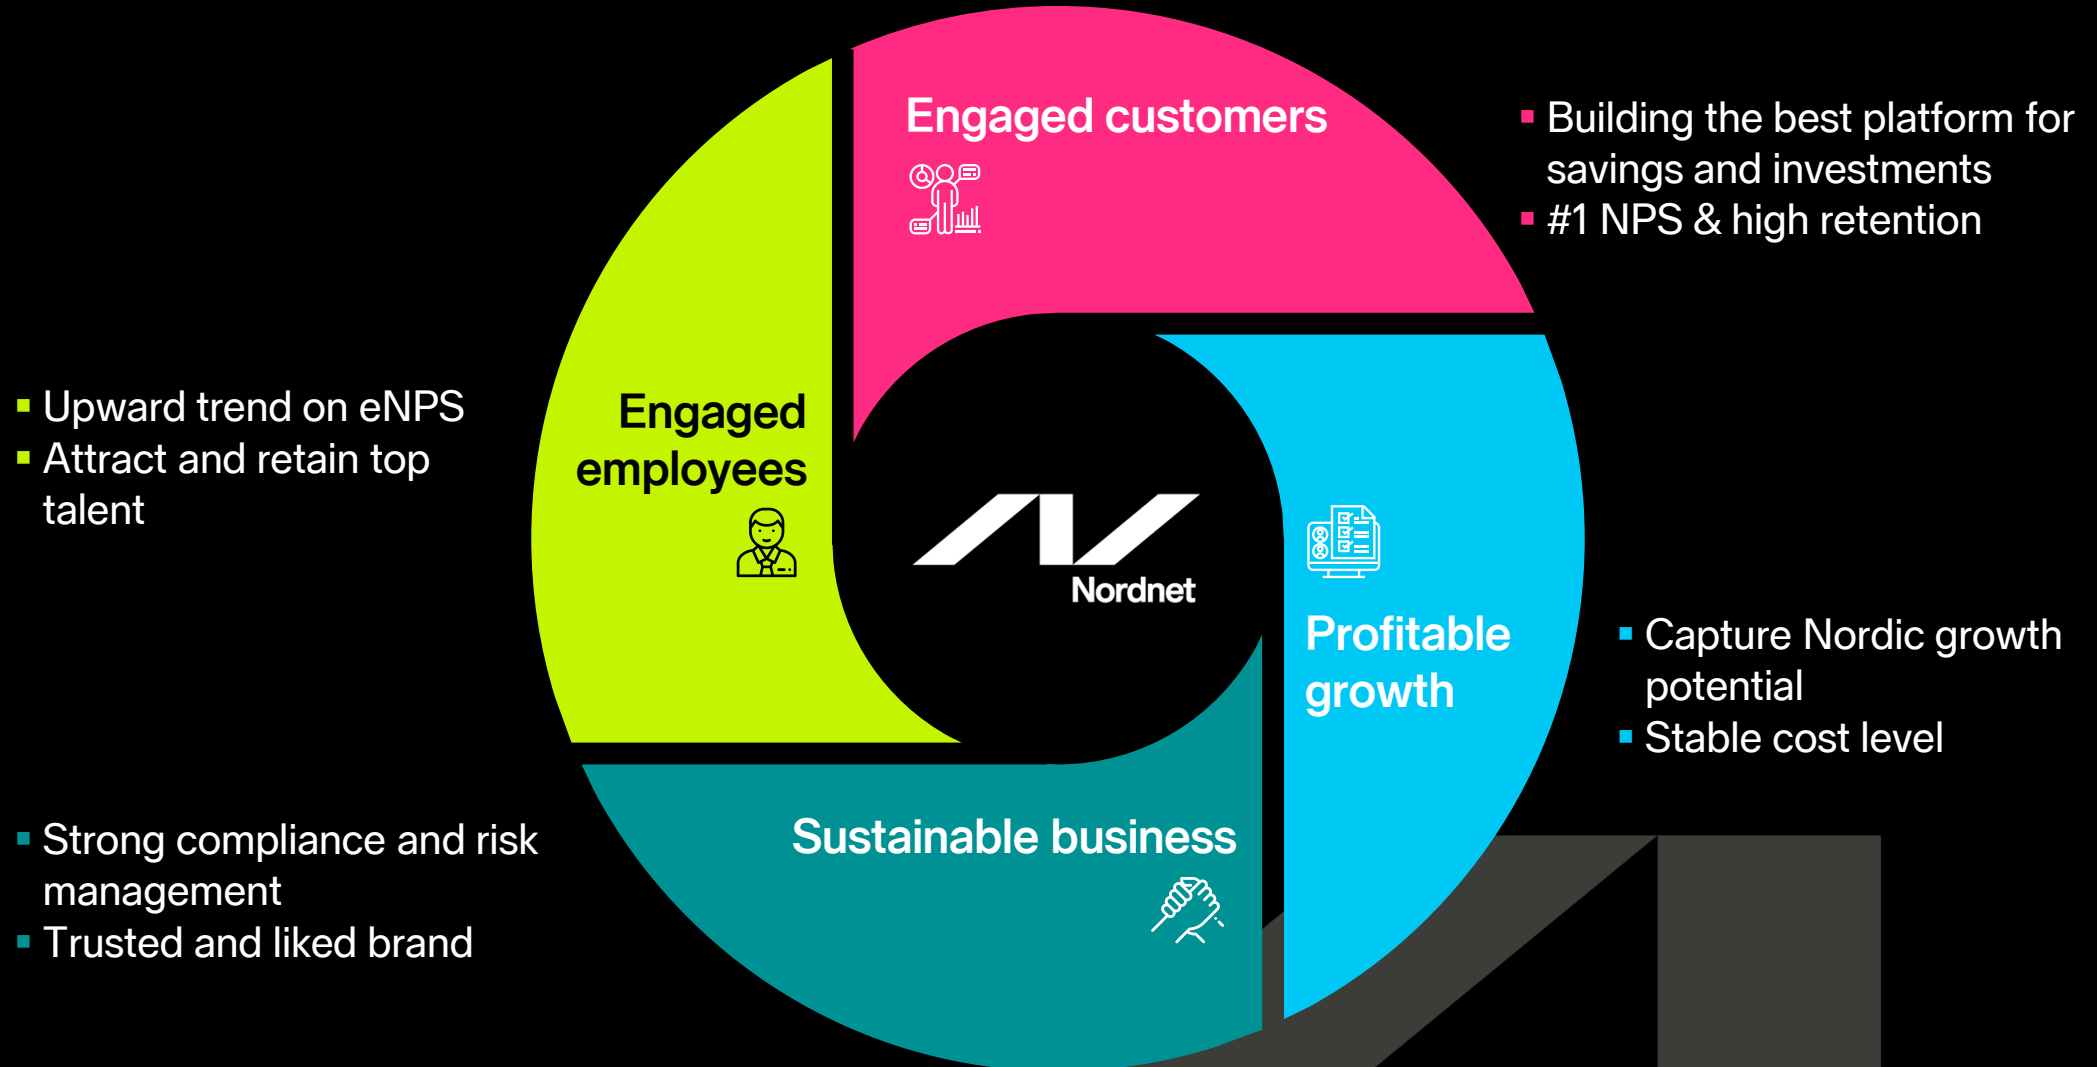 Engaged customers
▪ Building the best platform for
savings and investments
▪ #1 NPS & high retention
▪ Upward trend on eNPS
▪ Attract and retain top
talent
Engaged
employees
Nordnet
Profitable
growth
▪ Capture Nordic growth
potential
▪ Stable cost level
Sustainable business
▪ Strong compliance and risk
management
▪ Trusted and liked brand